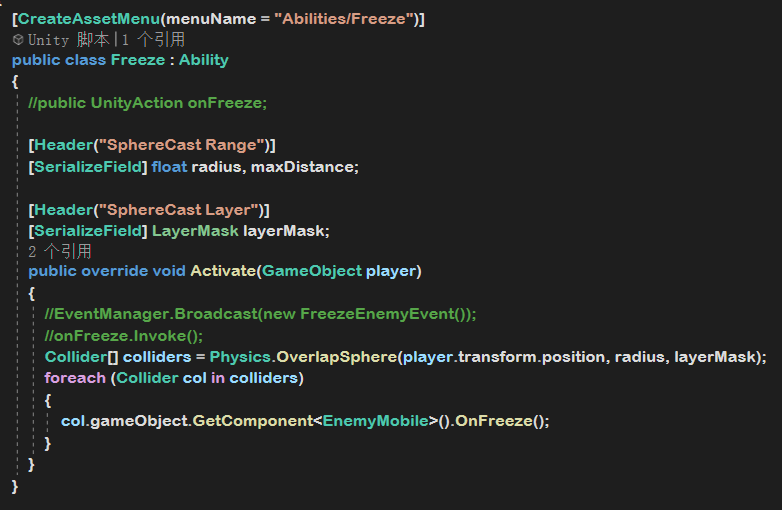 [CreateAssetMenu(menuName = "Abilities/Freeze")]
Unity 脚本|1 个引用
public class Freeze : Ability
{
//public UnityAction onFreeze;
[Header("SphereCast Range")]
[SerializeField] float radius, maxDistance;
[Header("SphereCast Layer")]
[SerializeField] LayerMask layerMask;
2 个引用
public override void Activate(GameObject player)
{
//EventManager.Broadcast(new FreezeEnemyEvent());
//onFreeze.Invoke();
Collider[] colliders = Physics.OverlapSphere(player.transform.position, radius, layerMask);
foreach (Collider col in colliders)
{
col.gameObject.GetComponent<EnemyMobile>().OnFreeze();
}
}
}